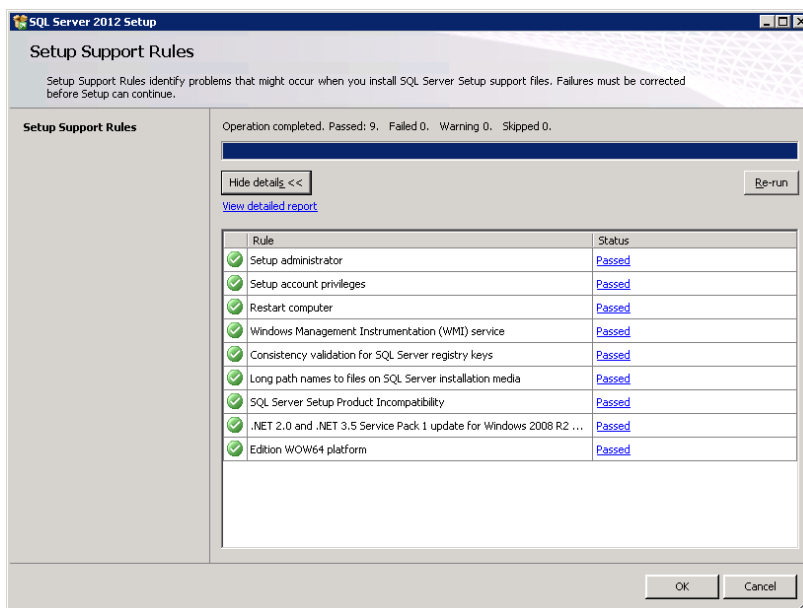 SQL Server 2012 Setup
Setup Support Rules
Setup Support Rules identify problems that might occur when you install SQL Server Setup support files. Failures must be corrected
before Setup can continue.
Setup Support Rules
Operation completed. Passed: 9.   Failed 0.   Warning 0.   Skipped 0.
Hide details <<
Re-run
View detailed report
Rule Status
Setup administrator Passed
Setup account privileges Passed
Restart computer Passed
Windows Management Instrumentation (WMI) service Passed
Consistency validation for SQL Server registry keys Passed
Long path names to files on SQL Server installation media Passed
SQL Server Setup Product Incompatibility Passed
.NET 2.0 and .NET 3.5 Service Pack 1 update for Windows 2008 R2 ... Passed
Edition WOW64 platform Passed
OK Cancel